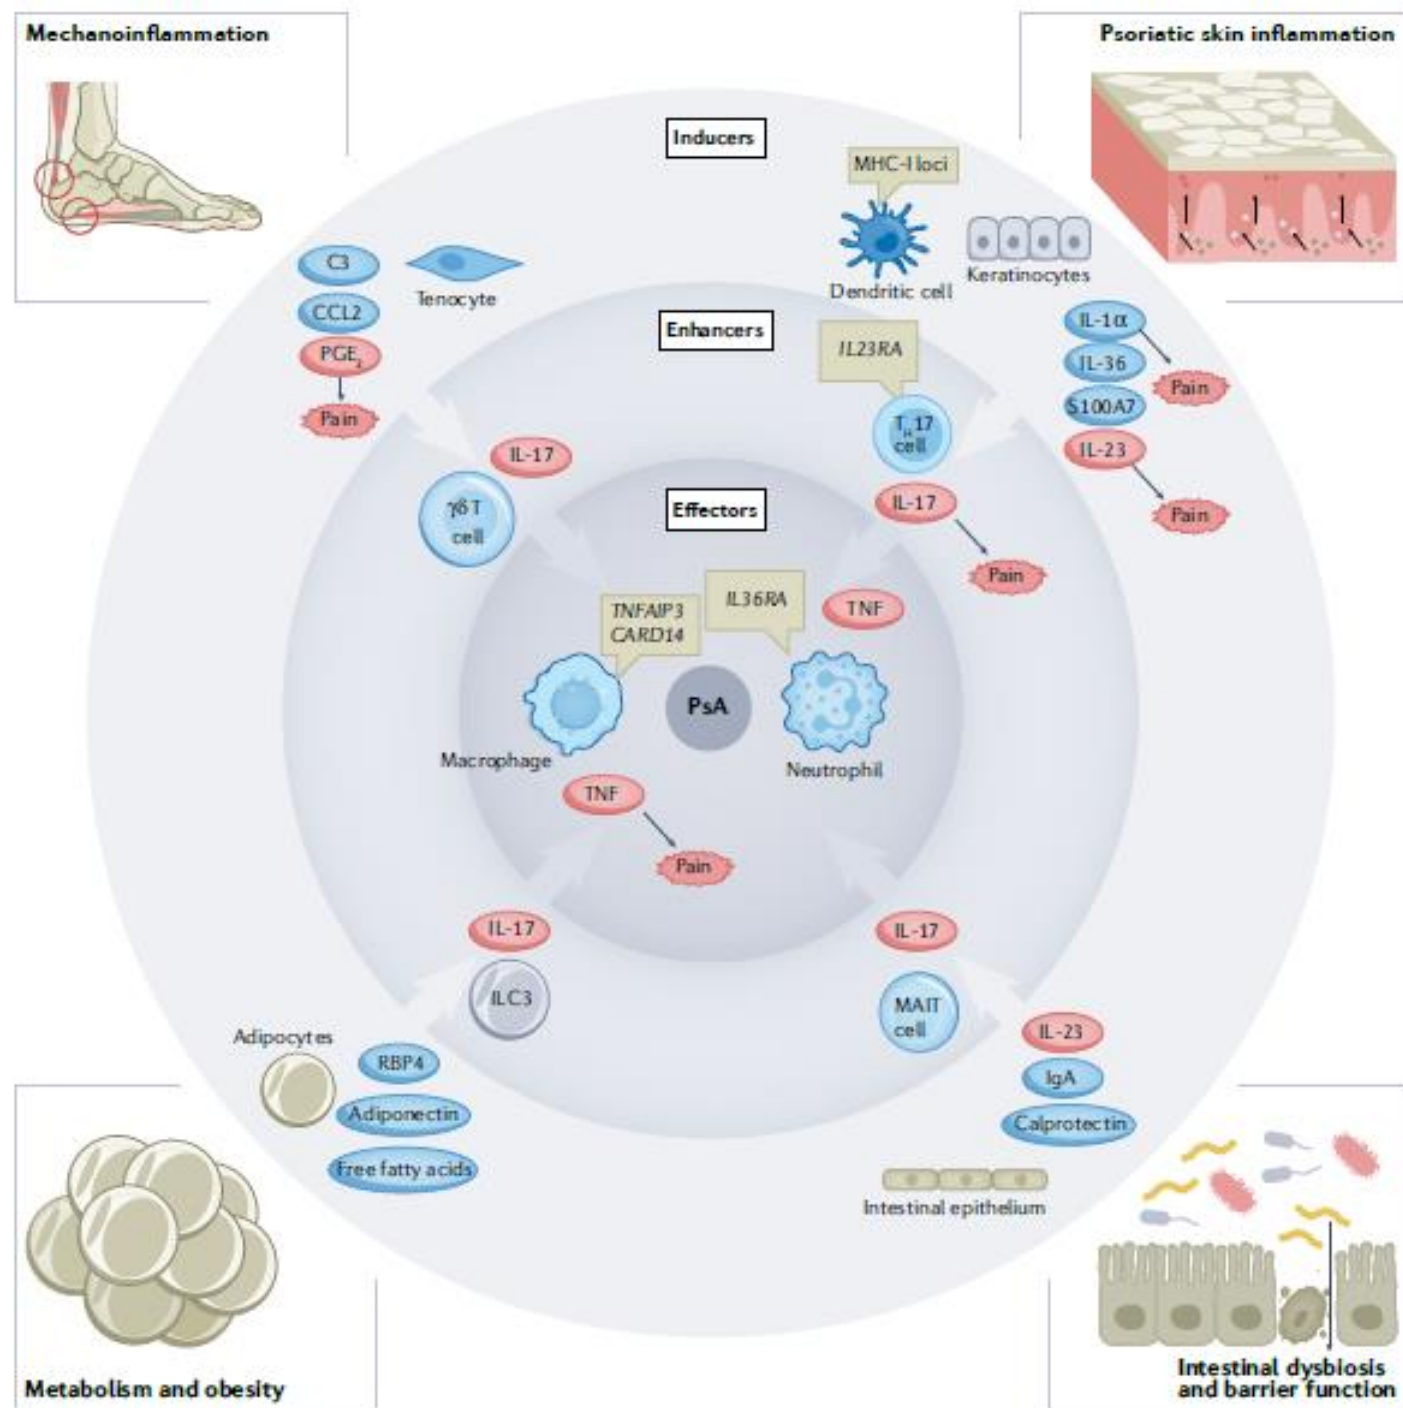 Mechanoinflammation
Psoriatic skin inflammation
Inducers
MHC-I loci
Dendritic cell
Keratinocytes
C3
CCL2
PGE₂
Pain
Tenocyte
Enhancers
IL23RA
IL-1α
IL-36
S100A7
IL-23
Pain
Pain
IL-17
γδ T
cell
TH17
cell
IL-17
Pain
Effectors
TNFAIP3
CARD14
IL36RA
TNF
PsA
Macrophage
Neutrophil
TNF
Pain
IL-17
ILC3
IL-17
MAIT
cell
Adipocytes
RBP4
Adiponectin
Free fatty acids
IL-23
IgA
Calprotectin
Intestinal epithelium
Metabolism and obesity
Intestinal dysbiosis
and barrier function